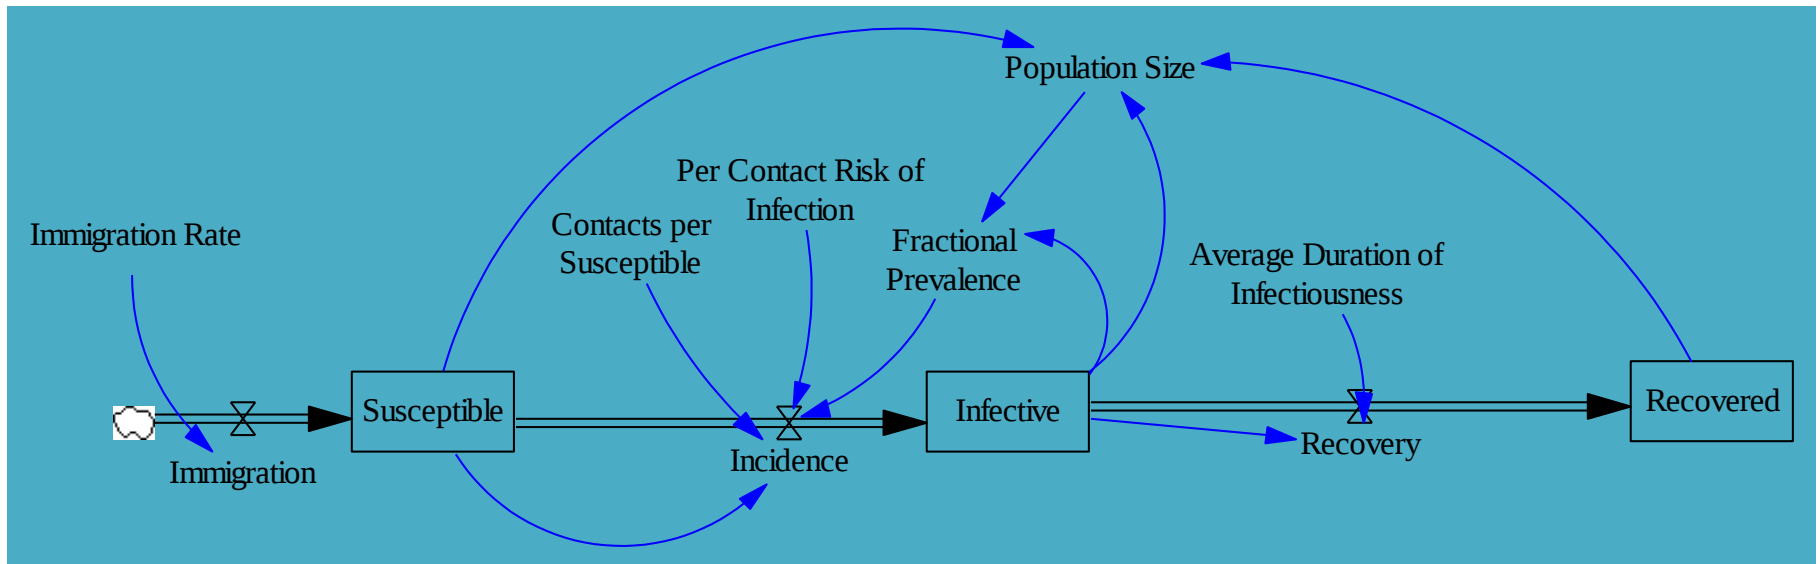 Population Size
Per Contact Risk of
Infection
Contacts per
Susceptible
Immigration Rate
Fractional
Prevalence
Average Duration of
Infectiousness
Susceptible
Infective
Recovered
Immigration
Incidence
Recovery